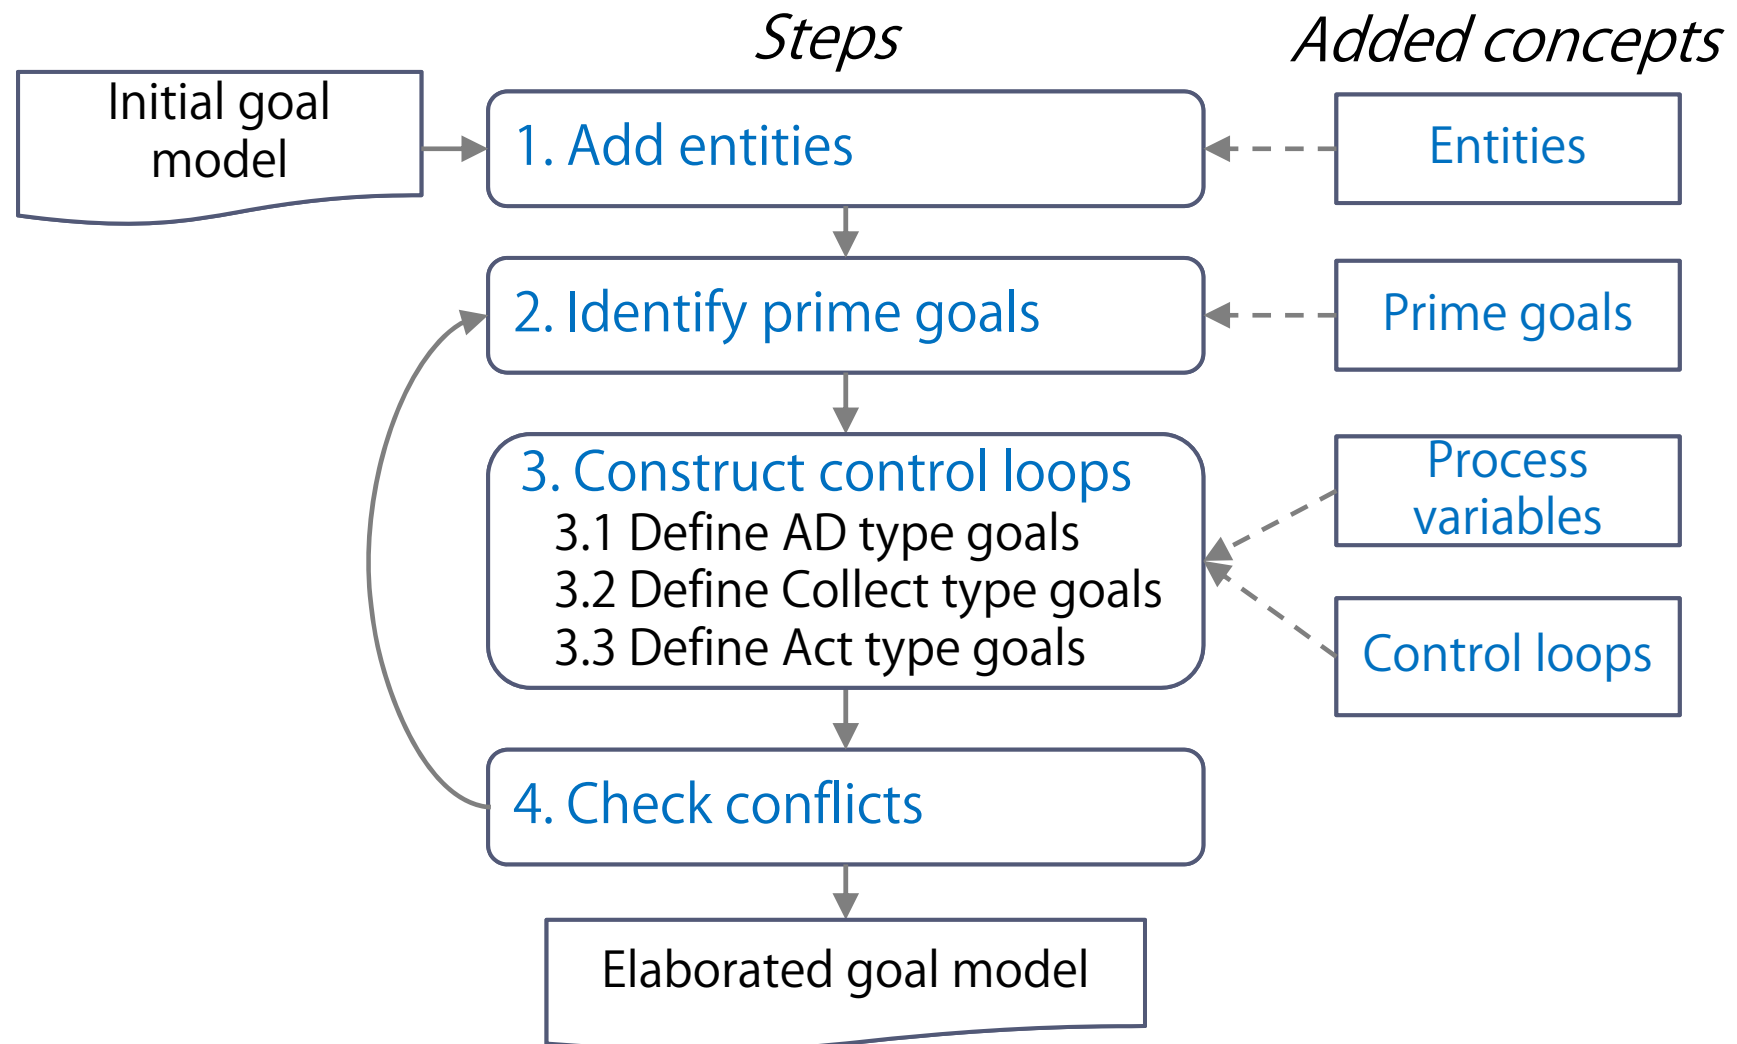 Steps
Added concepts
Initial goal
model
1. Add entities
Entities
2. Identify prime goals
Prime goals
3. Construct control loops
3.1 Define AD type goals
3.2 Define Collect type goals
3.3 Define Act type goals
Process
variables
Control loops
4. Check conflicts
Elaborated goal model